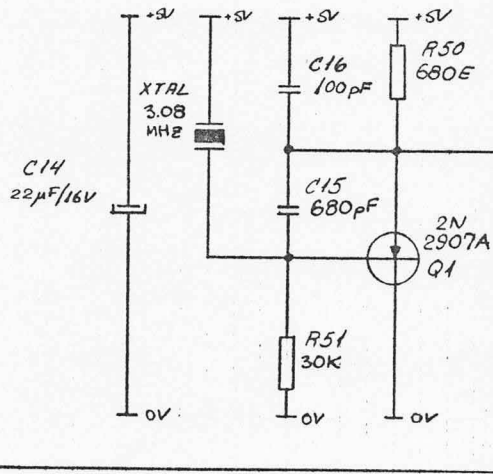 +5V
+5V
+5V
+5V
C16
100pF
R50
680E
XTAL
3.08
MHz
C14
22µF/16V
C15
680pF
2N
2907A
Q1
R51
30K
0V
0V
0V